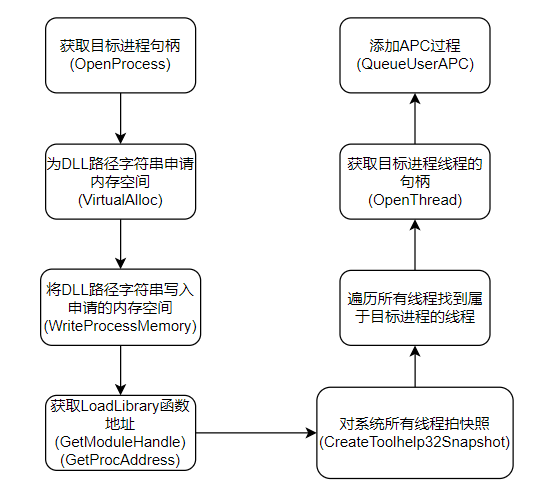 获取目标进程句柄
(OpenProcess)
为DLL路径字符串申请
内存空间
(VirtualAlloc)
将DLL路径字符串写入
申请的内存空间
(WriteProcessMemory)
获取LoadLibrary函数
地址
(GetModuleHandle)
(GetProcAddress)
对系统所有线程拍快照
(CreateToolhelp32Snapshot)
遍历所有线程找到属
于目标进程的线程
获取目标进程线程的
句柄
(OpenThread)
添加APC过程
(QueueUserAPC)